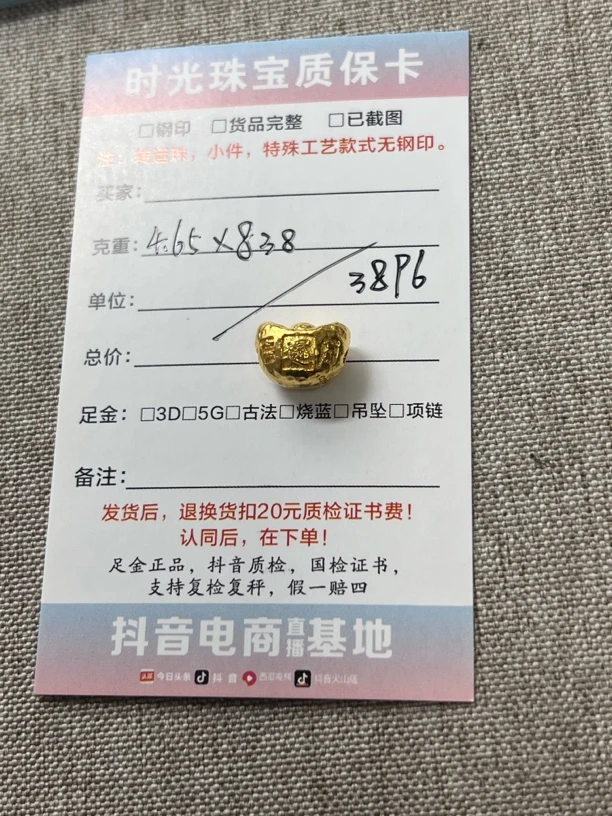 时光珠宝质保卡
□钢印 □货品完整 □已截图
小件，特殊工艺款式无钢印。
买家:
克重: 4.65×838
3896
单位:
总价:
足金: □3D□5G□古法□烧蓝□吊坠□项链
备注:
发货后，退换货扣20元质检证书费！
认同后，在下单！
足金正品，抖音质检，国检证书，
支持复检复秤，假一赔四
抖音电商直播基地
头条 今日头条 抖音 西瓜视频 抖音火山版